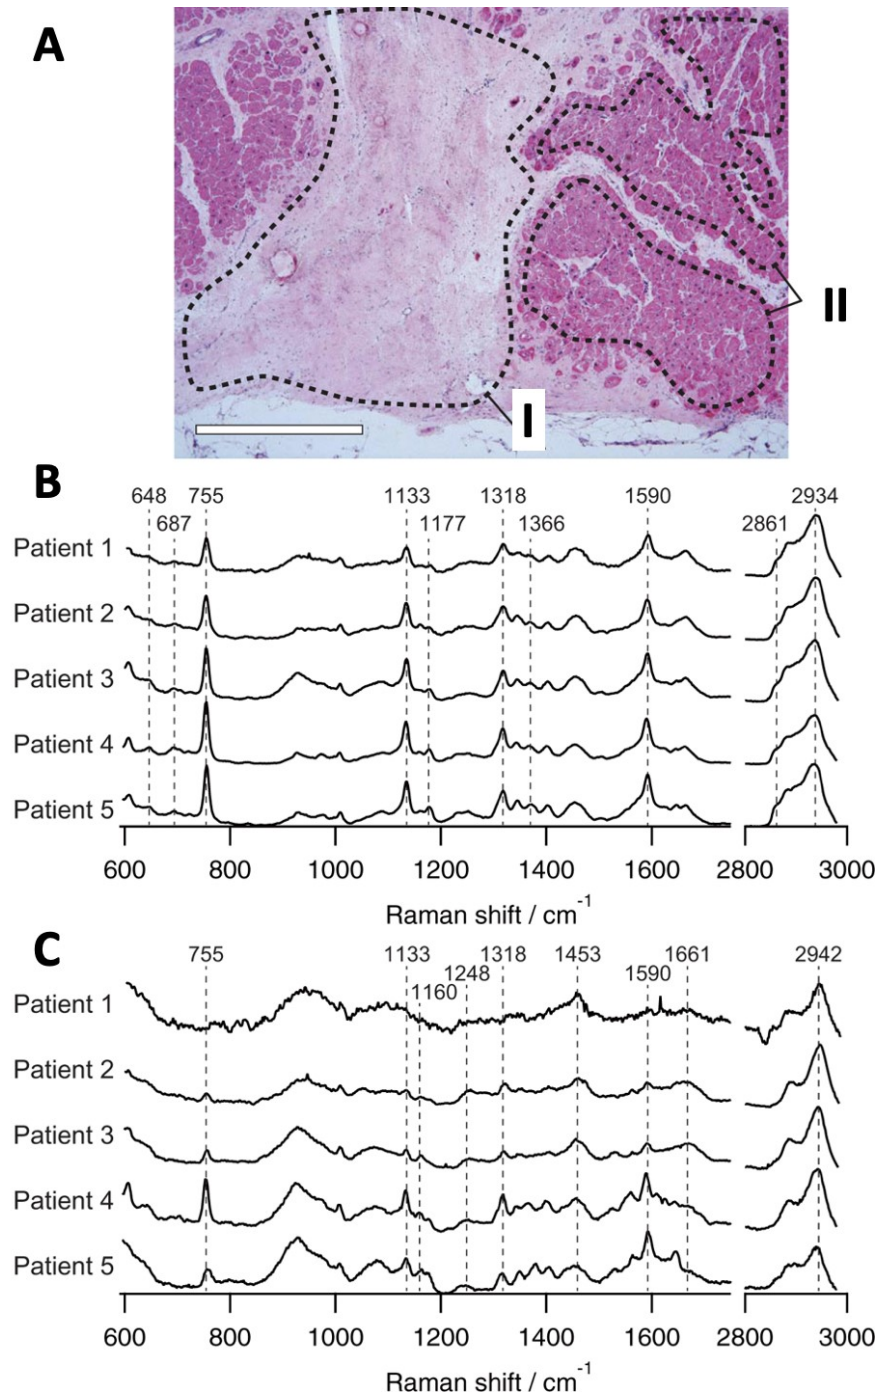 A
II
I
B
648 755 1133 1318 1590 2934
687 1177 1366 2861
Patient 1
Patient 2
Patient 3
Patient 4
Patient 5
600 800 1000 1200 1400 1600 2800 3000
Raman shift / cm-1
C
755 1133 1248 1318 1453 1661 2942
1160 1590
Patient 1
Patient 2
Patient 3
Patient 4
Patient 5
600 800 1000 1200 1400 1600 2800 3000
Raman shift / cm-1